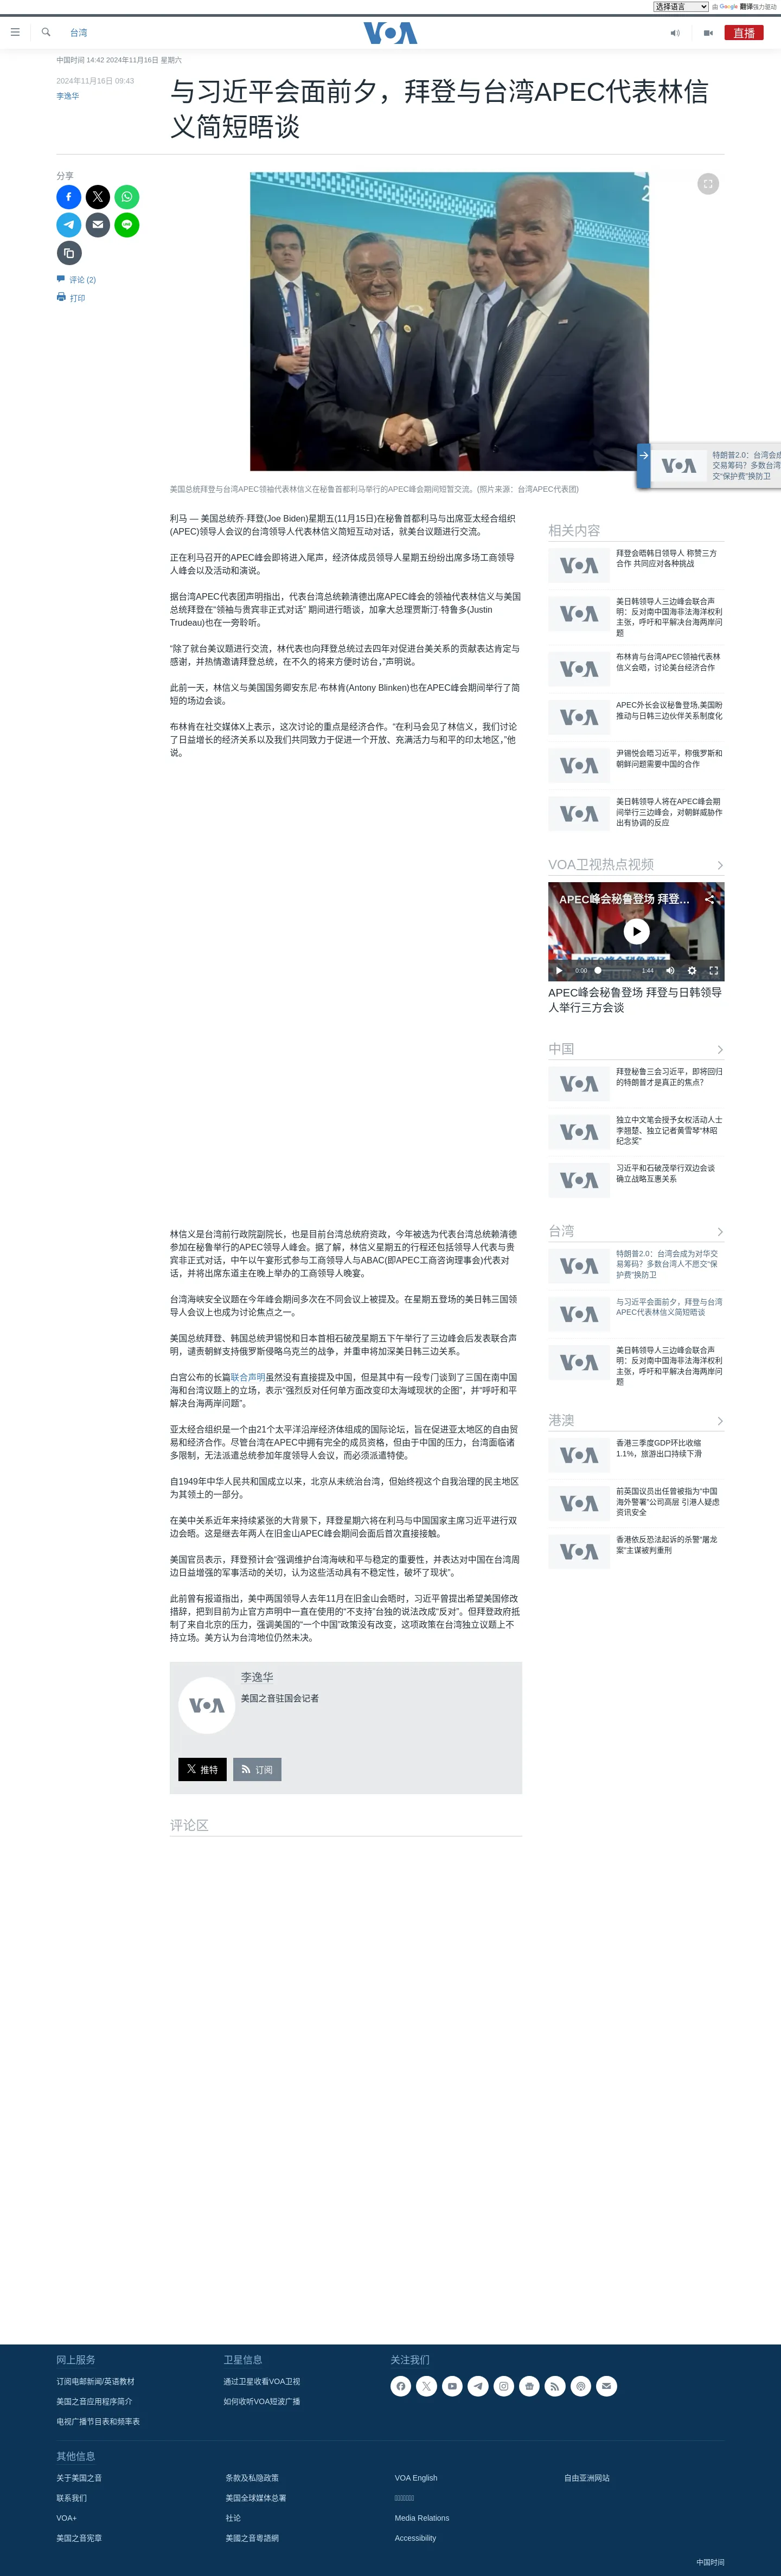 选择语言 由 Google 翻译强力驱动
台湾
VOA
直播
中国时间 14:42 2024年11月16日 星期六
2024年11月16日 09:43
李逸华
与习近平会面前夕，拜登与台湾APEC代表林信
义简短晤谈
分享
评论 (2)
打印
美国总统拜登与台湾APEC领袖代表林信义在秘鲁首都利马举行的APEC峰会期间短暂交流。(照片来源：台湾APEC代表团)
VOA
特朗普2.0：台湾会成
交易筹码？多数台湾
交“保护费”换防卫
利马 — 美国总统乔·拜登(Joe Biden)星期五(11月15日)在秘鲁首都利马与出席亚太经合组织
(APEC)领导人会议的台湾领导人代表林信义简短互动对话，就美台议题进行交流。
正在利马召开的APEC峰会即将进入尾声，经济体成员领导人星期五纷纷出席多场工商领导
人峰会以及活动和演说。
据台湾APEC代表团声明指出，代表台湾总统赖清德出席APEC峰会的领袖代表林信义与美国
总统拜登在“领袖与贵宾非正式对话” 期间进行晤谈，加拿大总理贾斯汀·特鲁多(Justin
Trudeau)也在一旁聆听。
“除了就台美议题进行交流，林代表也向拜登总统过去四年对促进台美关系的贡献表达肯定与
感谢，并热情邀请拜登总统，在不久的将来方便时访台，”声明说。
此前一天，林信义与美国国务卿安东尼·布林肯(Antony Blinken)也在APEC峰会期间举行了简
短的场边会谈。
布林肯在社交媒体X上表示，这次讨论的重点是经济合作。“在利马会见了林信义，我们讨论
了日益增长的经济关系以及我们共同致力于促进一个开放、充满活力与和平的印太地区，”他
说。
林信义是台湾前行政院副院长，也是目前台湾总统府资政，今年被选为代表台湾总统赖清德
参加在秘鲁举行的APEC领导人峰会。据了解，林信义星期五的行程还包括领导人代表与贵
宾非正式对话，中午以午宴形式参与工商领导人与ABAC(即APEC工商咨询理事会)代表对
话，并将出席东道主在晚上举办的工商领导人晚宴。
台湾海峡安全议题在今年峰会期间多次在不同会议上被提及。在星期五登场的美日韩三国领
导人会议上也成为讨论焦点之一。
美国总统拜登、韩国总统尹锡悦和日本首相石破茂星期五下午举行了三边峰会后发表联合声
明，谴责朝鲜支持俄罗斯侵略乌克兰的战争，并重申将加深美日韩三边关系。
白宫公布的长篇联合声明虽然没有直接提及中国，但是其中有一段专门谈到了三国在南中国
海和台湾议题上的立场，表示“强烈反对任何单方面改变印太海域现状的企图”，并“呼吁和平
解决台海两岸问题”。
亚太经合组织是一个由21个太平洋沿岸经济体组成的国际论坛，旨在促进亚太地区的自由贸
易和经济合作。尽管台湾在APEC中拥有完全的成员资格，但由于中国的压力，台湾面临诸
多限制，无法派遣总统参加年度领导人会议，而必须派遣特使。
自1949年中华人民共和国成立以来，北京从未统治台湾，但始终视这个自我治理的民主地区
为其领土的一部分。
在美中关系近年来持续紧张的大背景下，拜登星期六将在利马与中国国家主席习近平进行双
边会晤。这是继去年两人在旧金山APEC峰会期间会面后首次直接接触。
美国官员表示，拜登预计会“强调维护台湾海峡和平与稳定的重要性，并表达对中国在台湾周
边日益增强的军事活动的关切，认为这些活动具有不稳定性，破坏了现状”。
此前曾有报道指出，美中两国领导人去年11月在旧金山会晤时，习近平曾提出希望美国修改
措辞，把到目前为止官方声明中一直在使用的“不支持”台独的说法改成“反对”。但拜登政府抵
制了来自北京的压力，强调美国的“一个中国”政策没有改变，这项政策在台湾独立议题上不
持立场。美方认为台湾地位仍然未决。
VOA
李逸华
美国之音驻国会记者
推特
订阅
评论区
相关内容
VOA
拜登会晤韩日领导人 称赞三方
合作 共同应对各种挑战
VOA
美日韩领导人三边峰会联合声
明：反对南中国海非法海洋权利
主张，呼吁和平解决台海两岸问
题
VOA
布林肯与台湾APEC领袖代表林
信义会晤，讨论美台经济合作
VOA
APEC外长会议秘鲁登场,美国盼
推动与日韩三边伙伴关系制度化
VOA
尹锡悦会晤习近平，称俄罗斯和
朝鲜问题需要中国的合作
VOA
美日韩领导人将在APEC峰会期
间举行三边峰会，对朝鲜威胁作
出有协调的反应
VOA卫视热点视频
APEC峰会秘鲁登场 拜登...
0:00
1:44
APEC峰会秘鲁登场 拜登与日韩领导
人举行三方会谈
中国
VOA
拜登秘鲁三会习近平，即将回归
的特朗普才是真正的焦点？
VOA
独立中文笔会授予女权活动人士
李翘楚、独立记者黄雪琴“林昭
纪念奖”
VOA
习近平和石破茂举行双边会谈
确立战略互惠关系
台湾
VOA
特朗普2.0：台湾会成为对华交
易筹码？多数台湾人不愿交“保
护费”换防卫
VOA
与习近平会面前夕，拜登与台湾
APEC代表林信义简短晤谈
VOA
美日韩领导人三边峰会联合声
明：反对南中国海非法海洋权利
主张，呼吁和平解决台海两岸问
题
港澳
VOA
香港三季度GDP环比收缩
1.1%，旅游出口持续下滑
VOA
前英国议员出任曾被指为“中国
海外警署”公司高层 引港人疑虑
资讯安全
VOA
香港依反恐法起诉的杀警“屠龙
案”主谋被判重刑
网上服务
订阅电邮新闻/英语教材
美国之音应用程序简介
电视广播节目表和频率表
卫星信息
通过卫星收看VOA卫视
如何收听VOA短波广播
关注我们
其他信息
关于美国之音
联系我们
VOA+
美国之音宪章
条款及私隐政策
美国全球媒体总署
社论
美國之音粵語網
VOA English
Media Relations
Accessibility
自由亚洲网站
中国时间